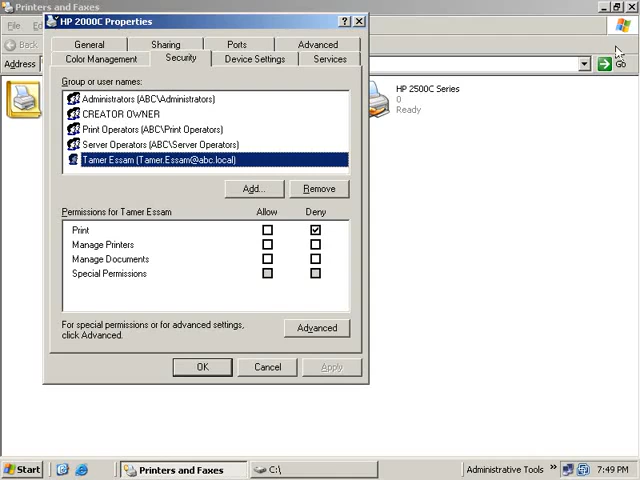 Printers and Faxes
File Edit
Back
Address
Go
HP 2000C Properties
General Sharing Ports Advanced
Color Management Security Device Settings Services
Group or user names:
Administrators (ABC\Administrators)
CREATOR OWNER
Print Operators (ABC\Print Operators)
Server Operators (ABC\Server Operators)
Tamer Essam (Tamer.Essam@abc.local)
Add... Remove
Permissions for Tamer Essam Allow Deny
Print
Manage Printers
Manage Documents
Special Permissions
For special permissions or for advanced settings,
click Advanced.
Advanced
OK Cancel Apply
HP 2500C Series
0
Ready
Start Printers and Faxes C:\ Administrative Tools » 7:49 PM